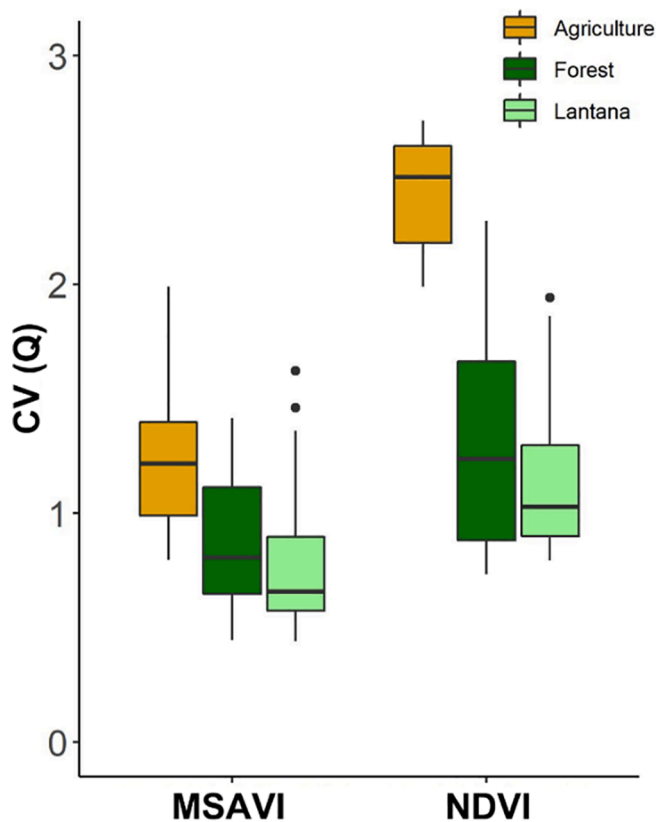 Agriculture
Forest
Lantana
3
2
1
0
CV (Q)
MSAVI NDVI